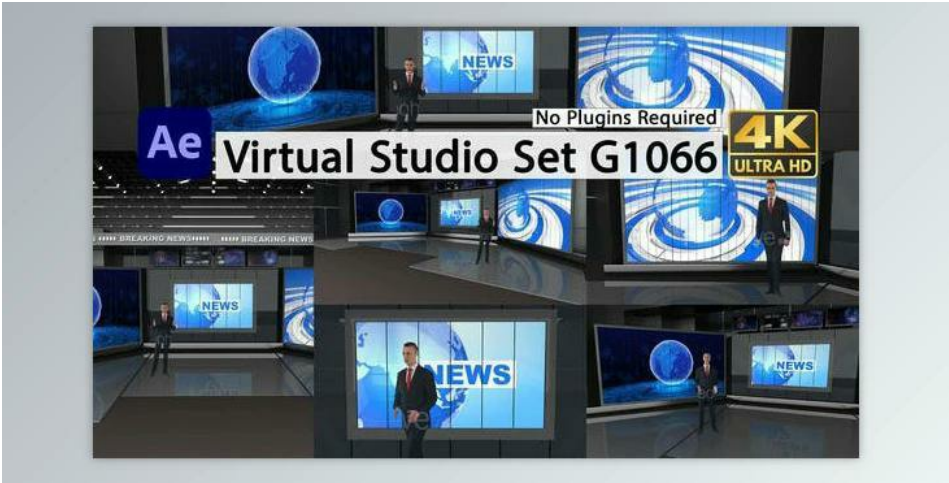 NEWS
No Plugins Required
4K
ULTRA HD
Ae
Virtual Studio Set G1066
NEWS
BREAKING NEWS***** ***** BREAKING NEWS
NEWS
NEWS
NEWS